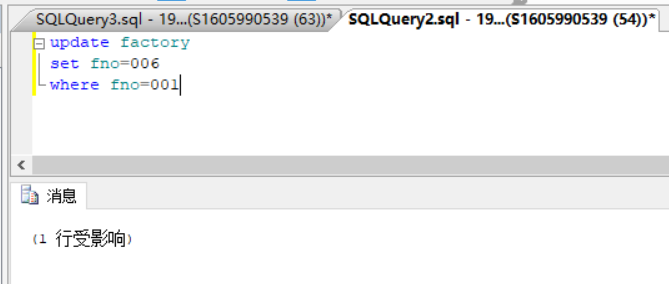 SQLQuery3.sql - 19...(S1605990539 (63))* SQLQuery2.sql - 19...(S1605990539 (54))*
update factory
set fno=006
where fno=001
消息
(1 行受影响)